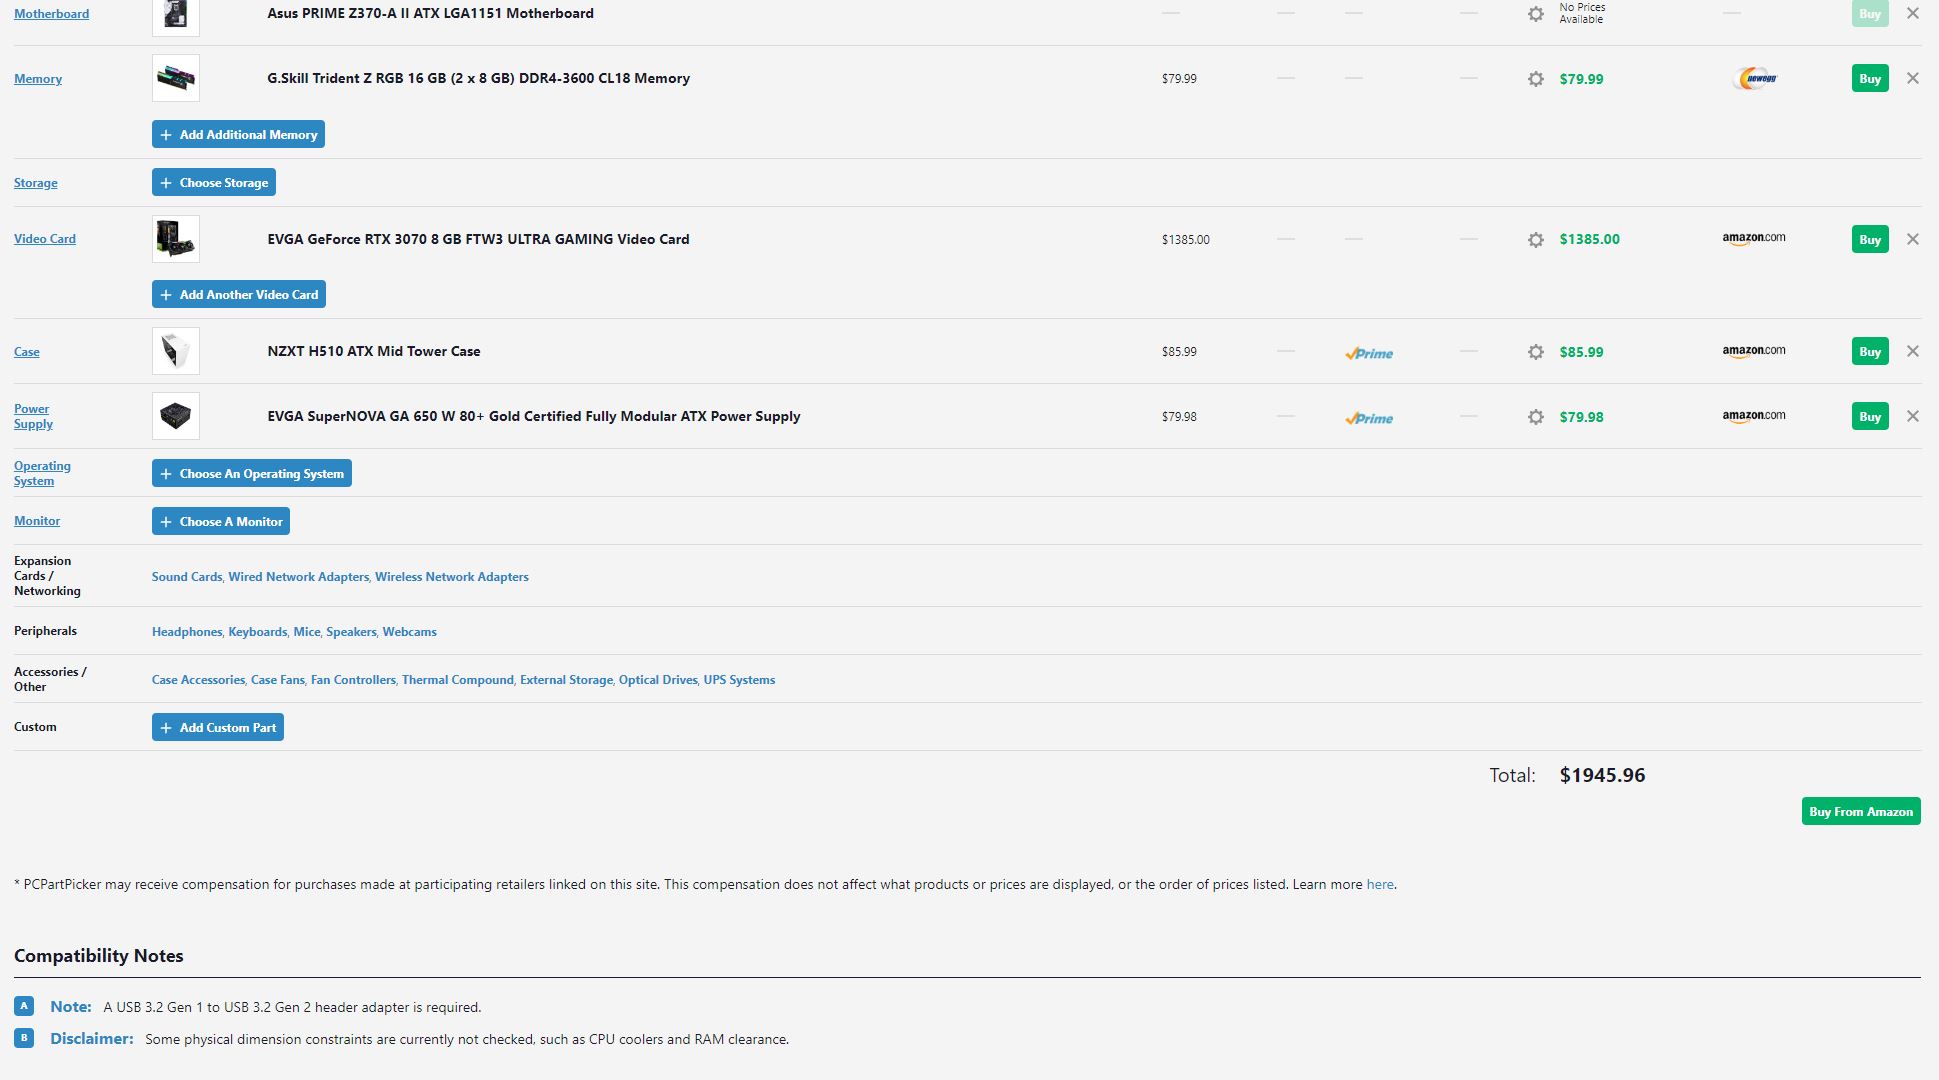 Motherboard Asus PRIME Z370-A II ATX LGA1151 Motherboard — — — — No Prices Available — Buy
Memory G.Skill Trident Z RGB 16 GB (2 x 8 GB) DDR4-3600 CL18 Memory $79.99 — — — $79.99 newegg Buy
+ Add Additional Memory
Storage + Choose Storage
Video Card EVGA GeForce RTX 3070 8 GB FTW3 ULTRA GAMING Video Card $1385.00 — — — $1385.00 amazon.com Buy
+ Add Another Video Card
Case NZXT H510 ATX Mid Tower Case $85.99 — Prime — $85.99 amazon.com Buy
Power Supply EVGA SuperNOVA GA 650 W 80+ Gold Certified Fully Modular ATX Power Supply $79.98 — Prime — $79.98 amazon.com Buy
Operating System + Choose An Operating System
Monitor + Choose A Monitor
Expansion Cards / Networking Sound Cards, Wired Network Adapters, Wireless Network Adapters
Peripherals Headphones, Keyboards, Mice, Speakers, Webcams
Accessories / Other Case Accessories, Case Fans, Fan Controllers, Thermal Compound, External Storage, Optical Drives, UPS Systems
Custom + Add Custom Part
Total: $1945.96
Buy From Amazon
* PCPartPicker may receive compensation for purchases made at participating retailers linked on this site. This compensation does not affect what products or prices are displayed, or the order of prices listed. Learn more here.
Compatibility Notes
A Note: A USB 3.2 Gen 1 to USB 3.2 Gen 2 header adapter is required.
B Disclaimer: Some physical dimension constraints are currently not checked, such as CPU coolers and RAM clearance.